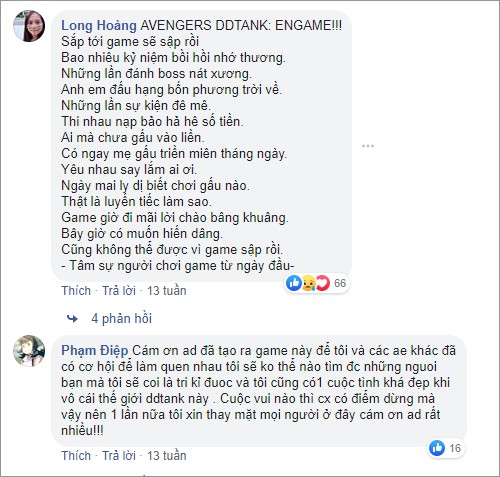 Long Hoảng AVENGERS DDTANK: ENGAME!!!
Sắp tới game sẽ sập rồi
Bao nhiêu kỷ niệm bồi hồi nhớ thương.
Những lần đánh boss nát xương.
Anh em đấu hạng bốn phương trời về.
Những lần sự kiện đê mê.
Thi nhau nạp bảo hả hê số tiền.
Ai mà chưa gấu vào liền.
Có ngay mẹ gấu triền miên tháng ngày.
Yêu nhau say lắm ai ơi.
Ngày mai ly dị biết chơi gấu nào.
Thật là luyến tiếc làm sao.
Game giờ đi mãi lời chào bâng khuâng.
Bây giờ có muốn hiến dâng.
Cũng không thể được vì game sập rồi.
- Tâm sự người chơi game từ ngày đầu-
Thích · Trả lời · 13 tuần
66
4 phản hồi
Phạm Điệp Cám ơn ad đã tạo ra game này để tôi và các ae khác đã
có cơ hội để làm quen nhau tôi sẽ ko thể nào tìm đc những nguoi
bạn mà tôi sẽ coi là tri kỉ đuoc và tôi cũng có1 cuộc tình khá đẹp khi
vô cái thế giới ddtank này . Cuộc vui nào thì cx có điểm dừng mà
vậy nên 1 lần nữa tôi xin thay mặt mọi người ở đây cám ơn ad rất
nhiều!!!
16
Thích · Trả lời · 13 tuần